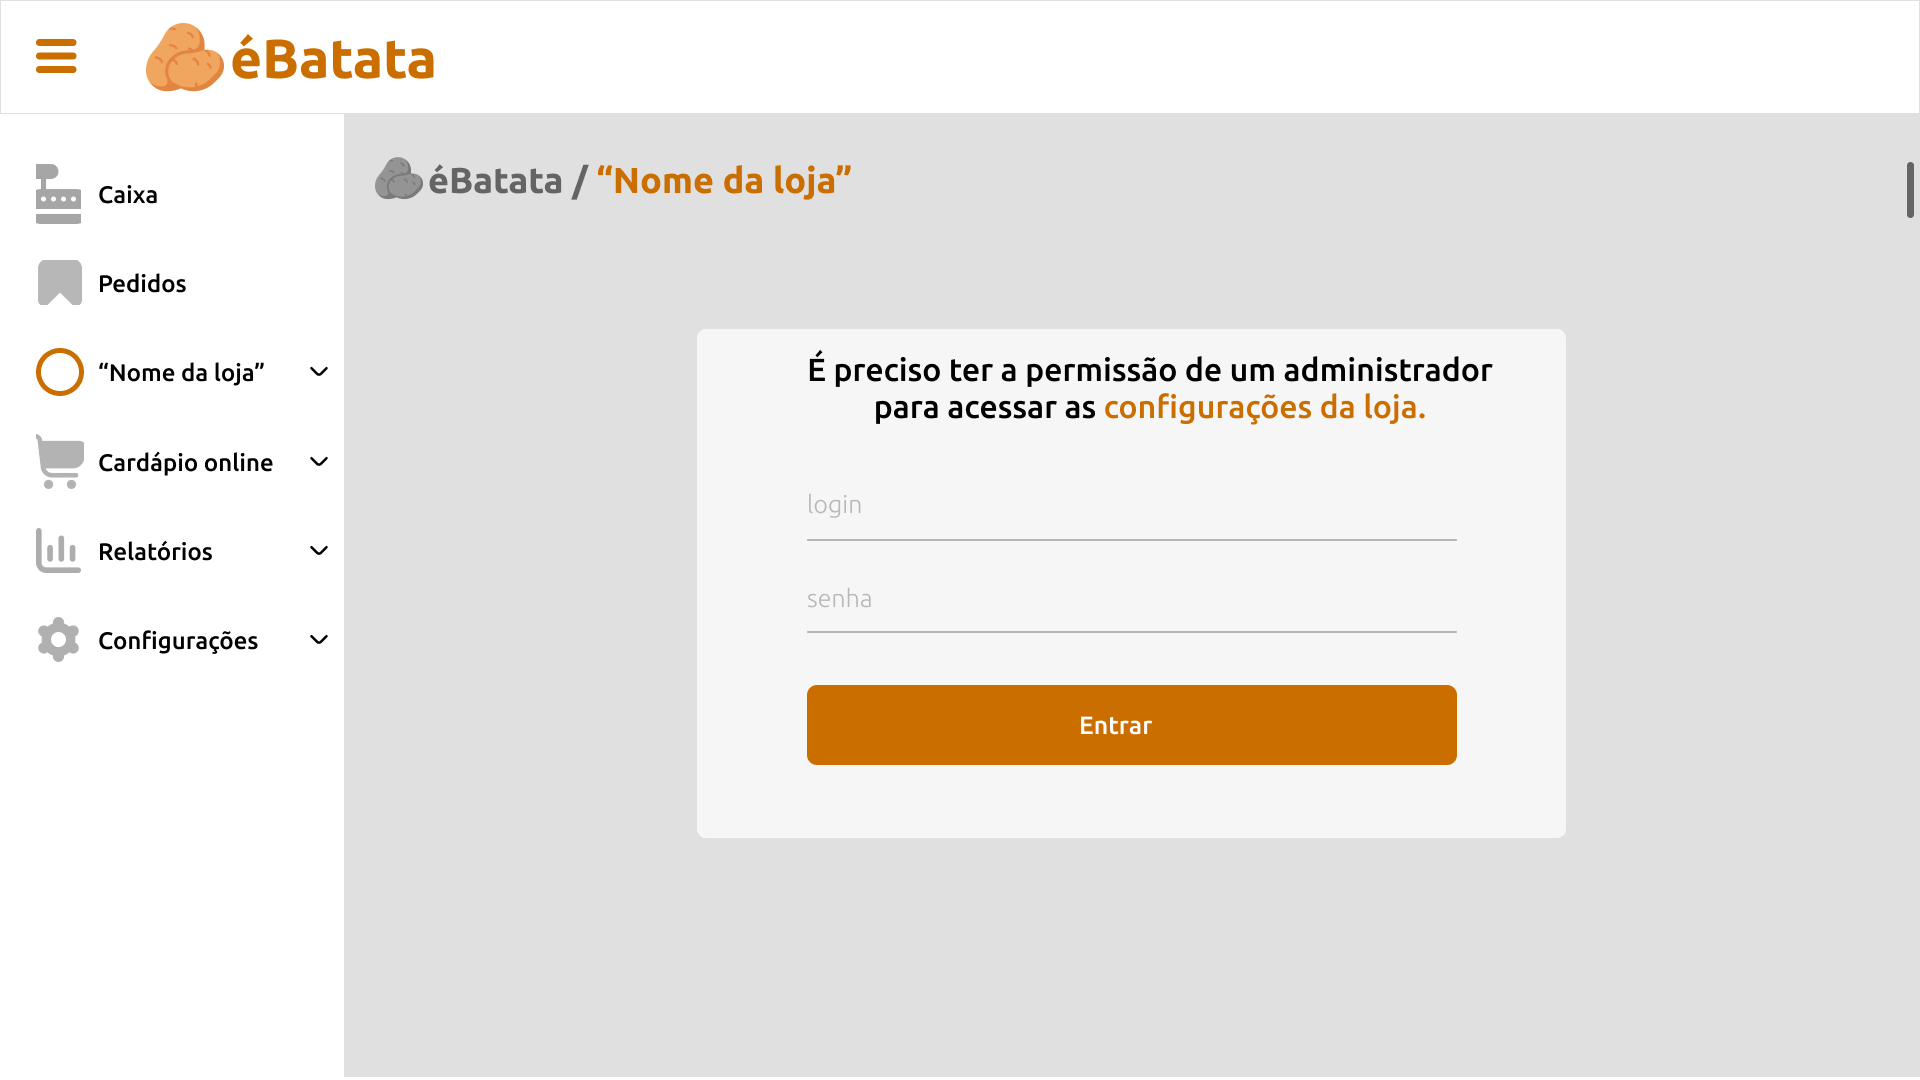 éBatata
Caixa
Pedidos
“Nome da loja”
Cardápio online
Relatórios
Configurações
éBatata / “Nome da loja”
É preciso ter a permissão de um administrador
para acessar as configurações da loja.
login
senha
Entrar